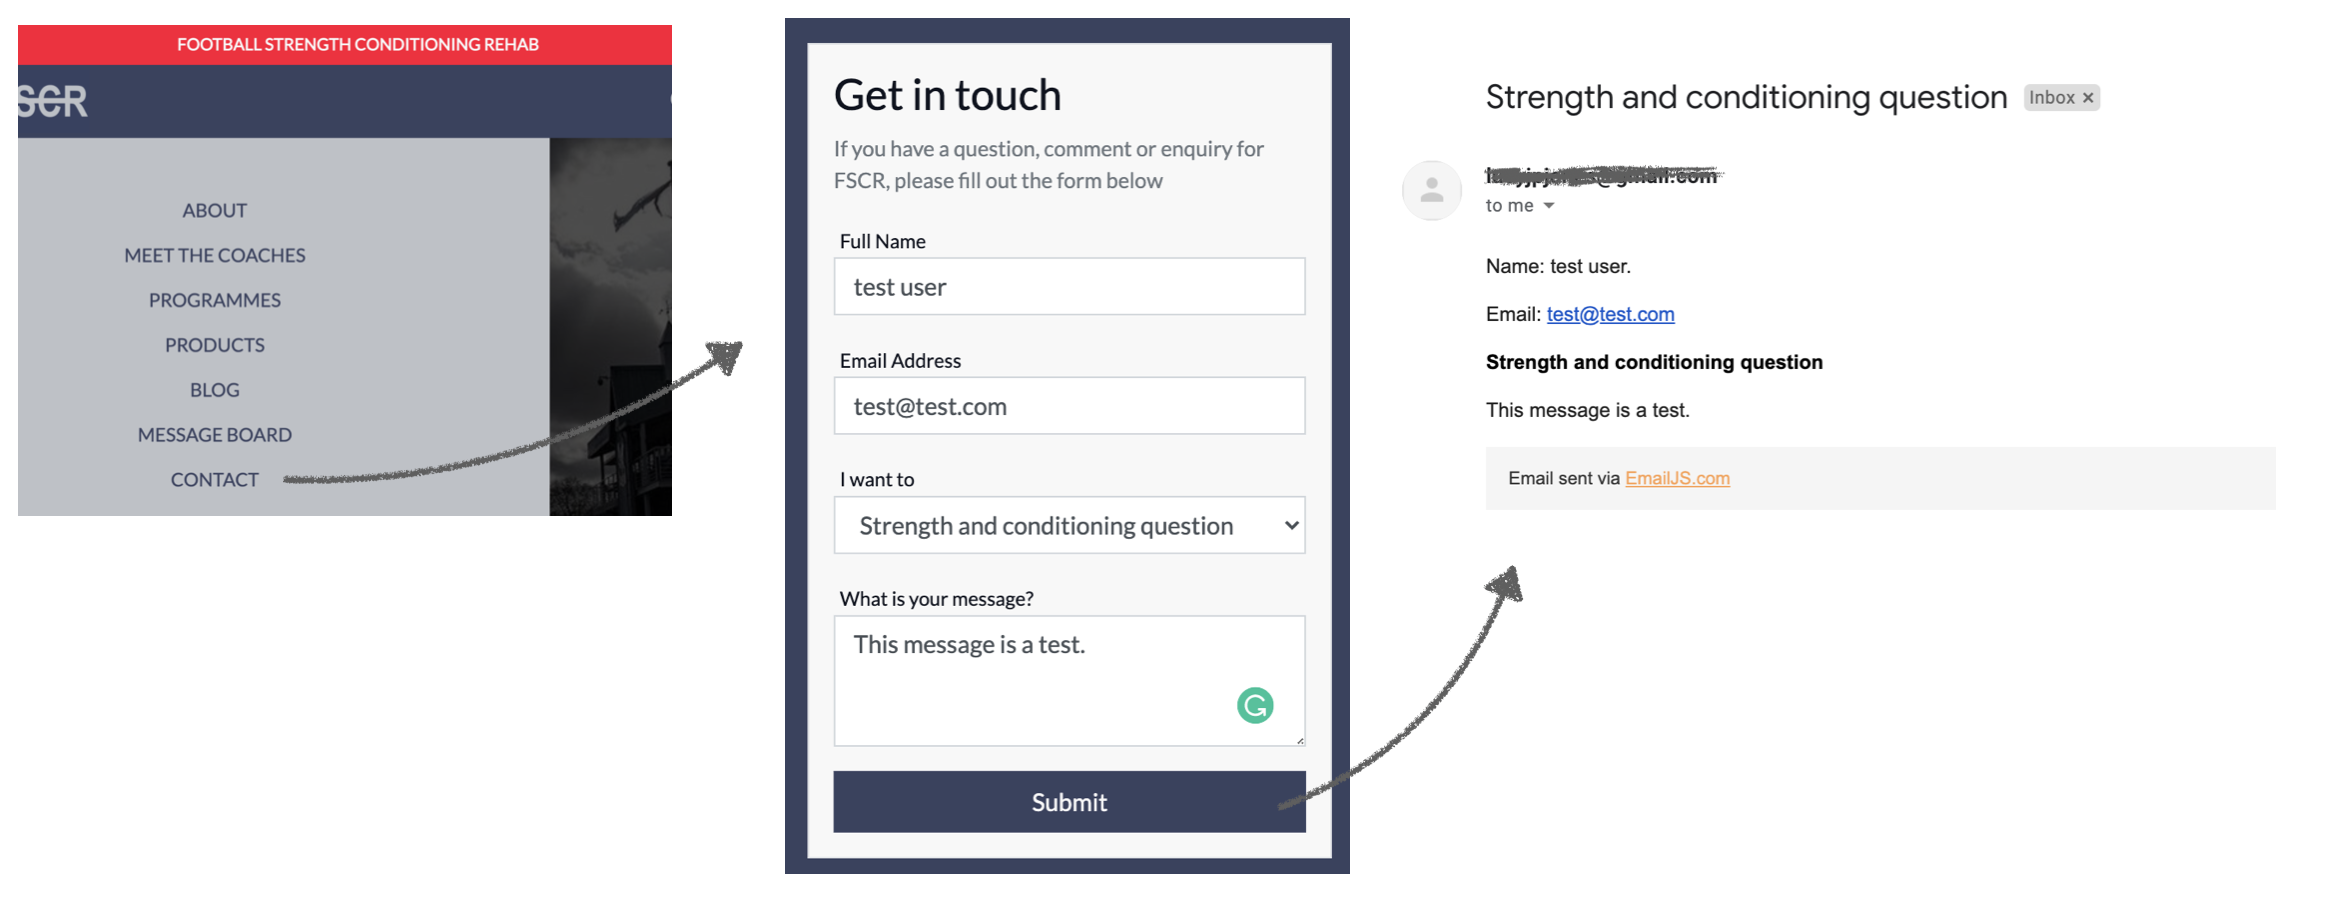 FOOTBALL STRENGTH CONDITIONING REHAB
SCR
ABOUT
MEET THE COACHES
PROGRAMMES
PRODUCTS
BLOG
MESSAGE BOARD
CONTACT
Get in touch
If you have a question, comment or enquiry for
FSCR, please fill out the form below
Full Name
test user
Email Address
test@test.com
I want to
Strength and conditioning question
What is your message?
This message is a test.
Submit
Strength and conditioning question Inbox ×
to me
Name: test user.
Email: test@test.com
Strength and conditioning question
This message is a test.
Email sent via EmailJS.com